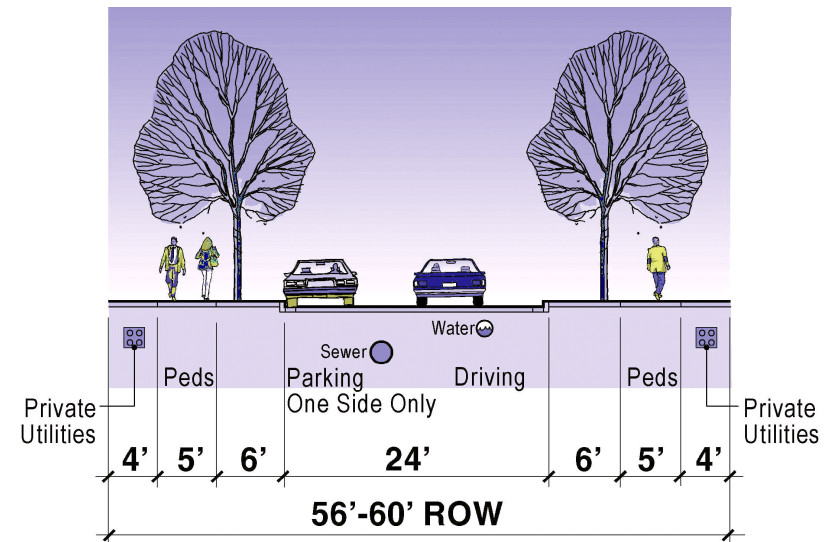 Water
Sewer
Peds
Parking
One Side Only
Driving
Peds
Private
Utilities
Private
Utilities
4’
5’
6’
24’
6’
5’
4’
56’-60’ ROW